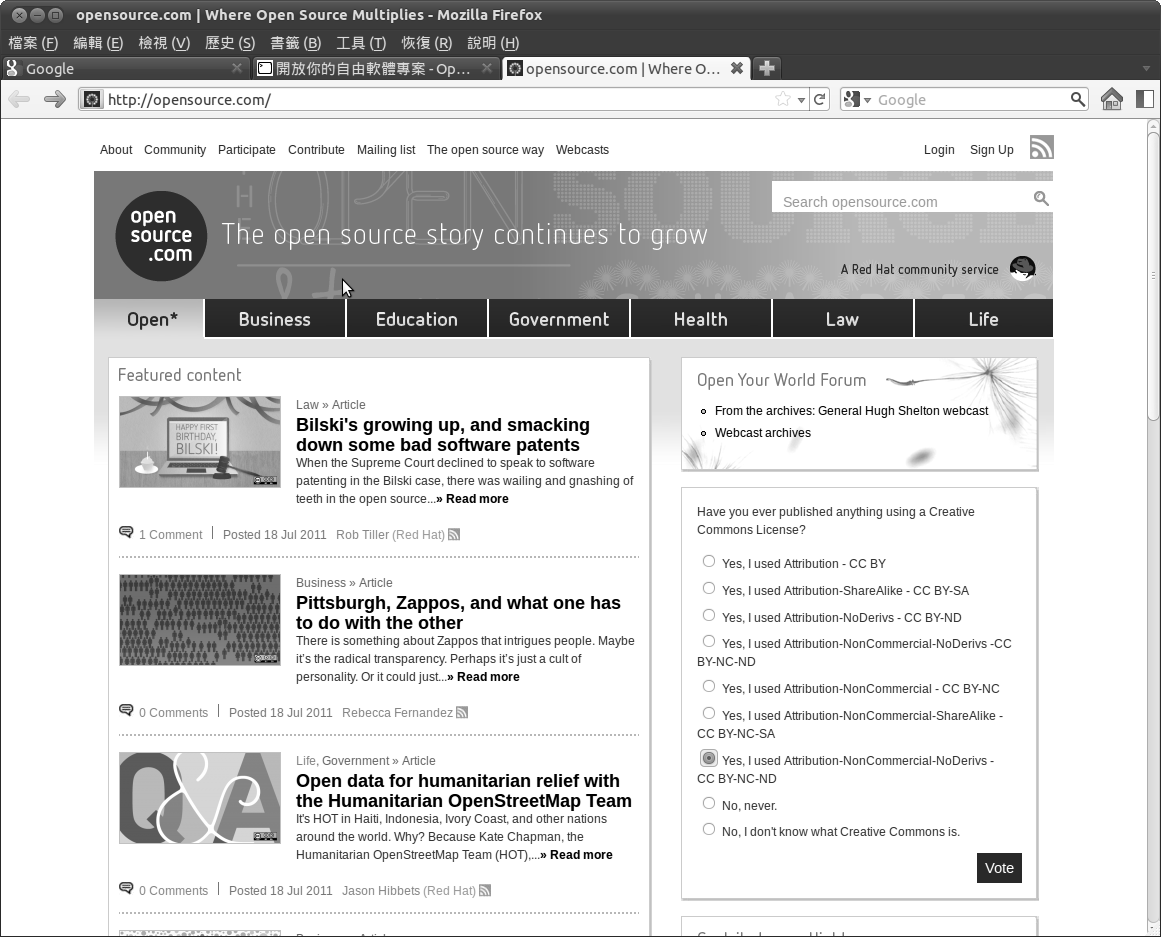 opensource.com | Where Open Source Multiplies - Mozilla Firefox
檔案 (F) 編輯 (E) 檢視 (V) 歷史 (S) 書籤 (B) 工具 (T) 恢復 (R) 說明 (H)
Google
開放你的自由軟體專案 - Op...
opensource.com | Where O...
http://opensource.com/
Google
About Community Participate Contribute Mailing list The open source way Webcasts
Login Sign Up
open
source
.com
The open source story continues to grow
Search opensource.com
A Red Hat community service
Open* Business Education Government Health Law Life
Featured content
HAPPY FIRST
BIRTHDAY,
BILSKI!
Law » Article
Bilski's growing up, and smacking
down some bad software patents
When the Supreme Court declined to speak to software
patenting in the Bilski case, there was wailing and gnashing of
teeth in the open source...» Read more
1 Comment | Posted 18 Jul 2011 Rob Tiller (Red Hat)
Business » Article
Pittsburgh, Zappos, and what one has
to do with the other
There is something about Zappos that intrigues people. Maybe
it's the radical transparency. Perhaps it's just a cult of
personality. Or it could just...» Read more
0 Comments | Posted 18 Jul 2011 Rebecca Fernandez
Q&A
Life, Government » Article
Open data for humanitarian relief with
the Humanitarian OpenStreetMap Team
It's HOT in Haiti, Indonesia, Ivory Coast, and other nations
around the world. Why? Because Kate Chapman, the
Humanitarian OpenStreetMap Team (HOT),...» Read more
0 Comments | Posted 18 Jul 2011 Jason Hibbets (Red Hat)
Open Your World Forum
From the archives: General Hugh Shelton webcast
Webcast archives
Have you ever published anything using a Creative
Commons License?
Yes, I used Attribution - CC BY
Yes, I used Attribution-ShareAlike - CC BY-SA
Yes, I used Attribution-NoDerivs - CC BY-ND
Yes, I used Attribution-NonCommercial-NoDerivs -CC
BY-NC-ND
Yes, I used Attribution-NonCommercial - CC BY-NC
Yes, I used Attribution-NonCommercial-ShareAlike -
CC BY-NC-SA
Yes, I used Attribution-NonCommercial-NoDerivs -
CC BY-NC-ND
No, never.
No, I don't know what Creative Commons is.
Vote